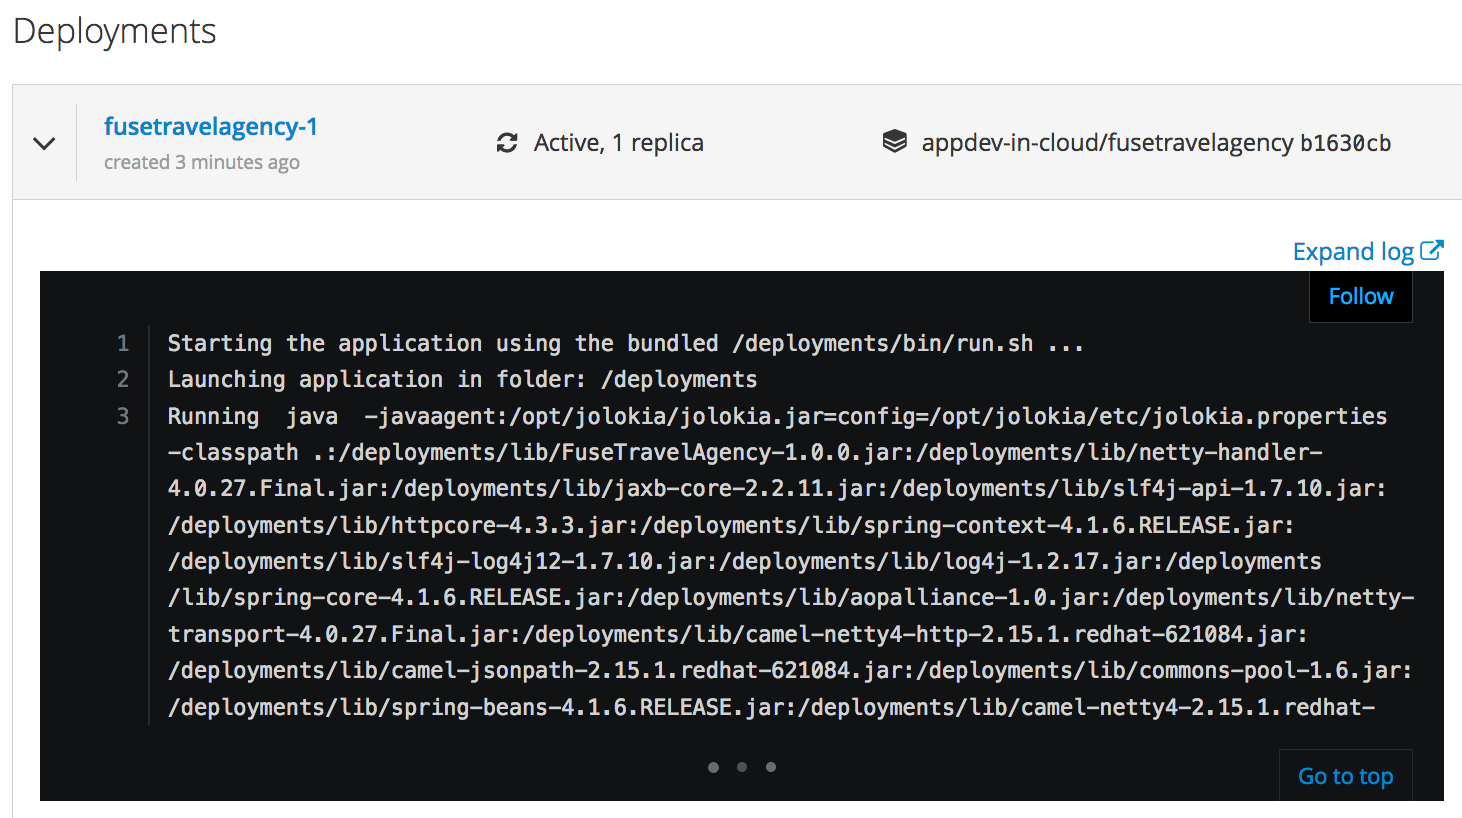 Deployments
fusetravelagency-1
created 3 minutes ago
Active, 1 replica
appdev-in-cloud/fusetravelagency b1630cb
Expand log
Follow
1 Starting the application using the bundled /deployments/bin/run.sh ...
2 Launching application in folder: /deployments
3 Running  java  -javaagent:/opt/jolokia/jolokia.jar=config=/opt/jolokia/etc/jolokia.properties
-classpath .:/deployments/lib/FuseTravelAgency-1.0.0.jar:/deployments/lib/netty-handler-
4.0.27.Final.jar:/deployments/lib/jaxb-core-2.2.11.jar:/deployments/lib/slf4j-api-1.7.10.jar:
/deployments/lib/httpcore-4.3.3.jar:/deployments/lib/spring-context-4.1.6.RELEASE.jar:
/deployments/lib/slf4j-log4j12-1.7.10.jar:/deployments/lib/log4j-1.2.17.jar:/deployments
/lib/spring-core-4.1.6.RELEASE.jar:/deployments/lib/aopalliance-1.0.jar:/deployments/lib/netty-
transport-4.0.27.Final.jar:/deployments/lib/camel-netty4-http-2.15.1.redhat-621084.jar:
/deployments/lib/camel-jsonpath-2.15.1.redhat-621084.jar:/deployments/lib/commons-pool-1.6.jar:
/deployments/lib/spring-beans-4.1.6.RELEASE.jar:/deployments/lib/camel-netty4-2.15.1.redhat-
Go to top